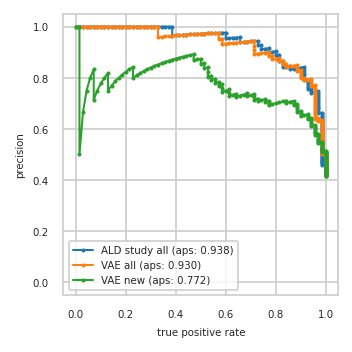 1.0
0.8
0.6
0.4
0.2
0.0
precision
ALD study all (aps: 0.938)
VAE all (aps: 0.930)
VAE new (aps: 0.772)
0.0 0.2 0.4 0.6 0.8 1.0
true positive rate